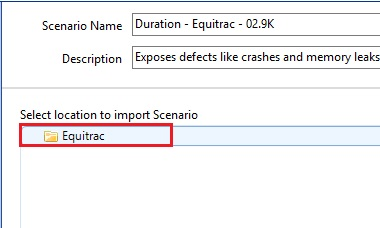 Scenario Name Duration - Equitrac - 02.9K
Description Exposes defects like crashes and memory leaks
Select location to import Scenario
Equitrac